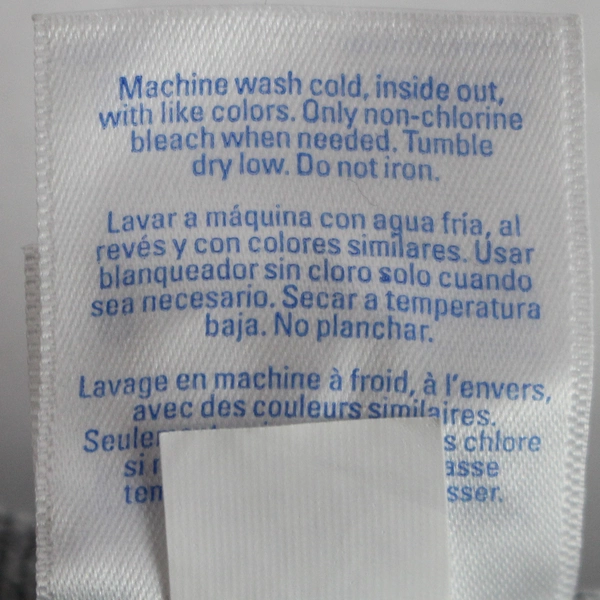 Machine wash cold, inside out,
with like colors. Only non-chlorine
bleach when needed. Tumble
dry low. Do not iron.
Lavar a máquina con agua fría, al
revés y con colores similares. Usar
blanqueador sin cloro solo cuando
sea necesario. Secar a temperatura
baja. No planchar.
Lavage en machine à froid, à l'envers,
avec des couleurs similaires.
chlore
si